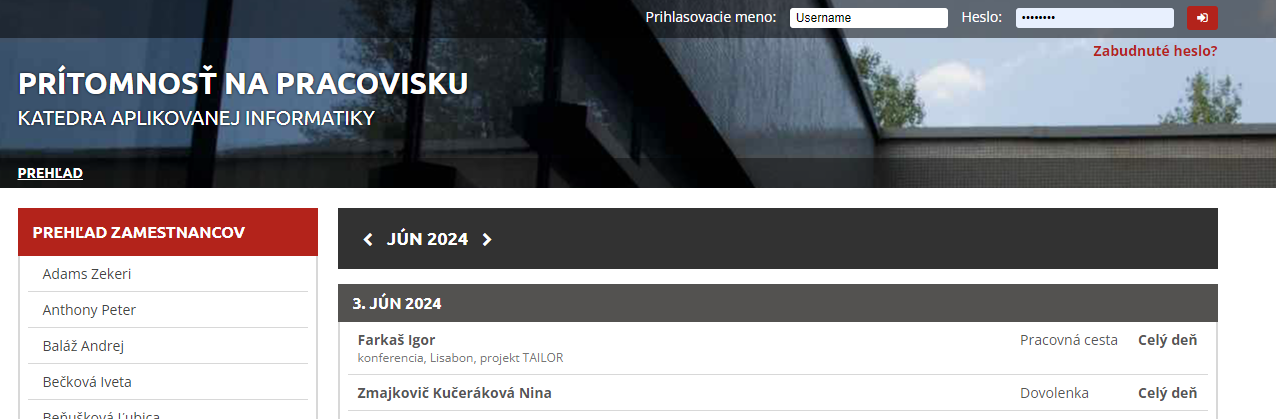 Prihlasovacie meno: Username Heslo: ••••••••
Zabudnuté heslo?
PRÍTOMNOSŤ NA PRACOVISKU
KATEDRA APLIKOVANEJ INFORMATIKY
PREHĽAD
PREHĽAD ZAMESTNANCOV
Adams Zekeri
Anthony Peter
Baláž Andrej
Bečková Iveta
Beňušková Ľubica
JÚN 2024
3. JÚN 2024
Farkaš Igor Pracovná cesta Celý deň
konferencia, Lisabon, projekt TAILOR
Zmajkovič Kučeráková Nina Dovolenka Celý deň